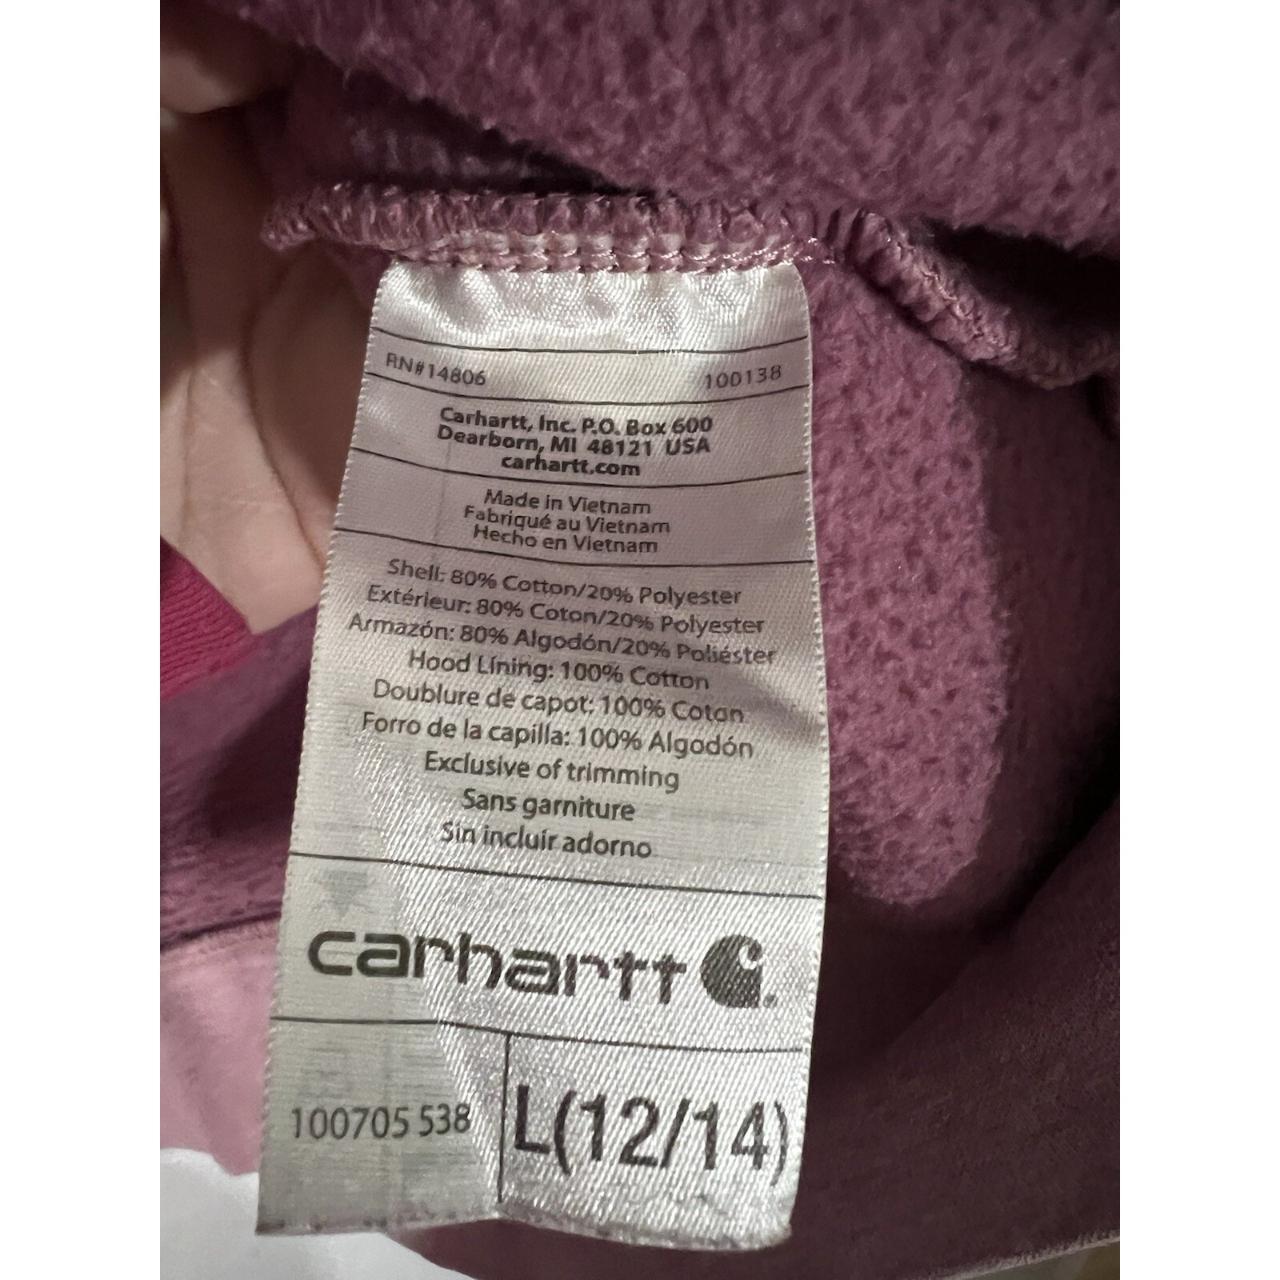 RN#14806 100138
Carhartt, Inc. P.O. Box 600
Dearborn, MI 48121 USA
carhartt.com
Made in Vietnam
Fabriqué au Vietnam
Hecho en Vietnam
Shell: 80% Cotton/20% Polyester
Extérieur: 80% Coton/20% Polyester
Armazón: 80% Algodón/20% Poliéster
Hood Líning: 100% Cotton
Doublure de capot: 100% Coton
Forro de la capilla: 100% Algodón
Exclusive of trimming
Sans garniture
Sin incluír adorno
carhartt
100705 538 L(12/14)